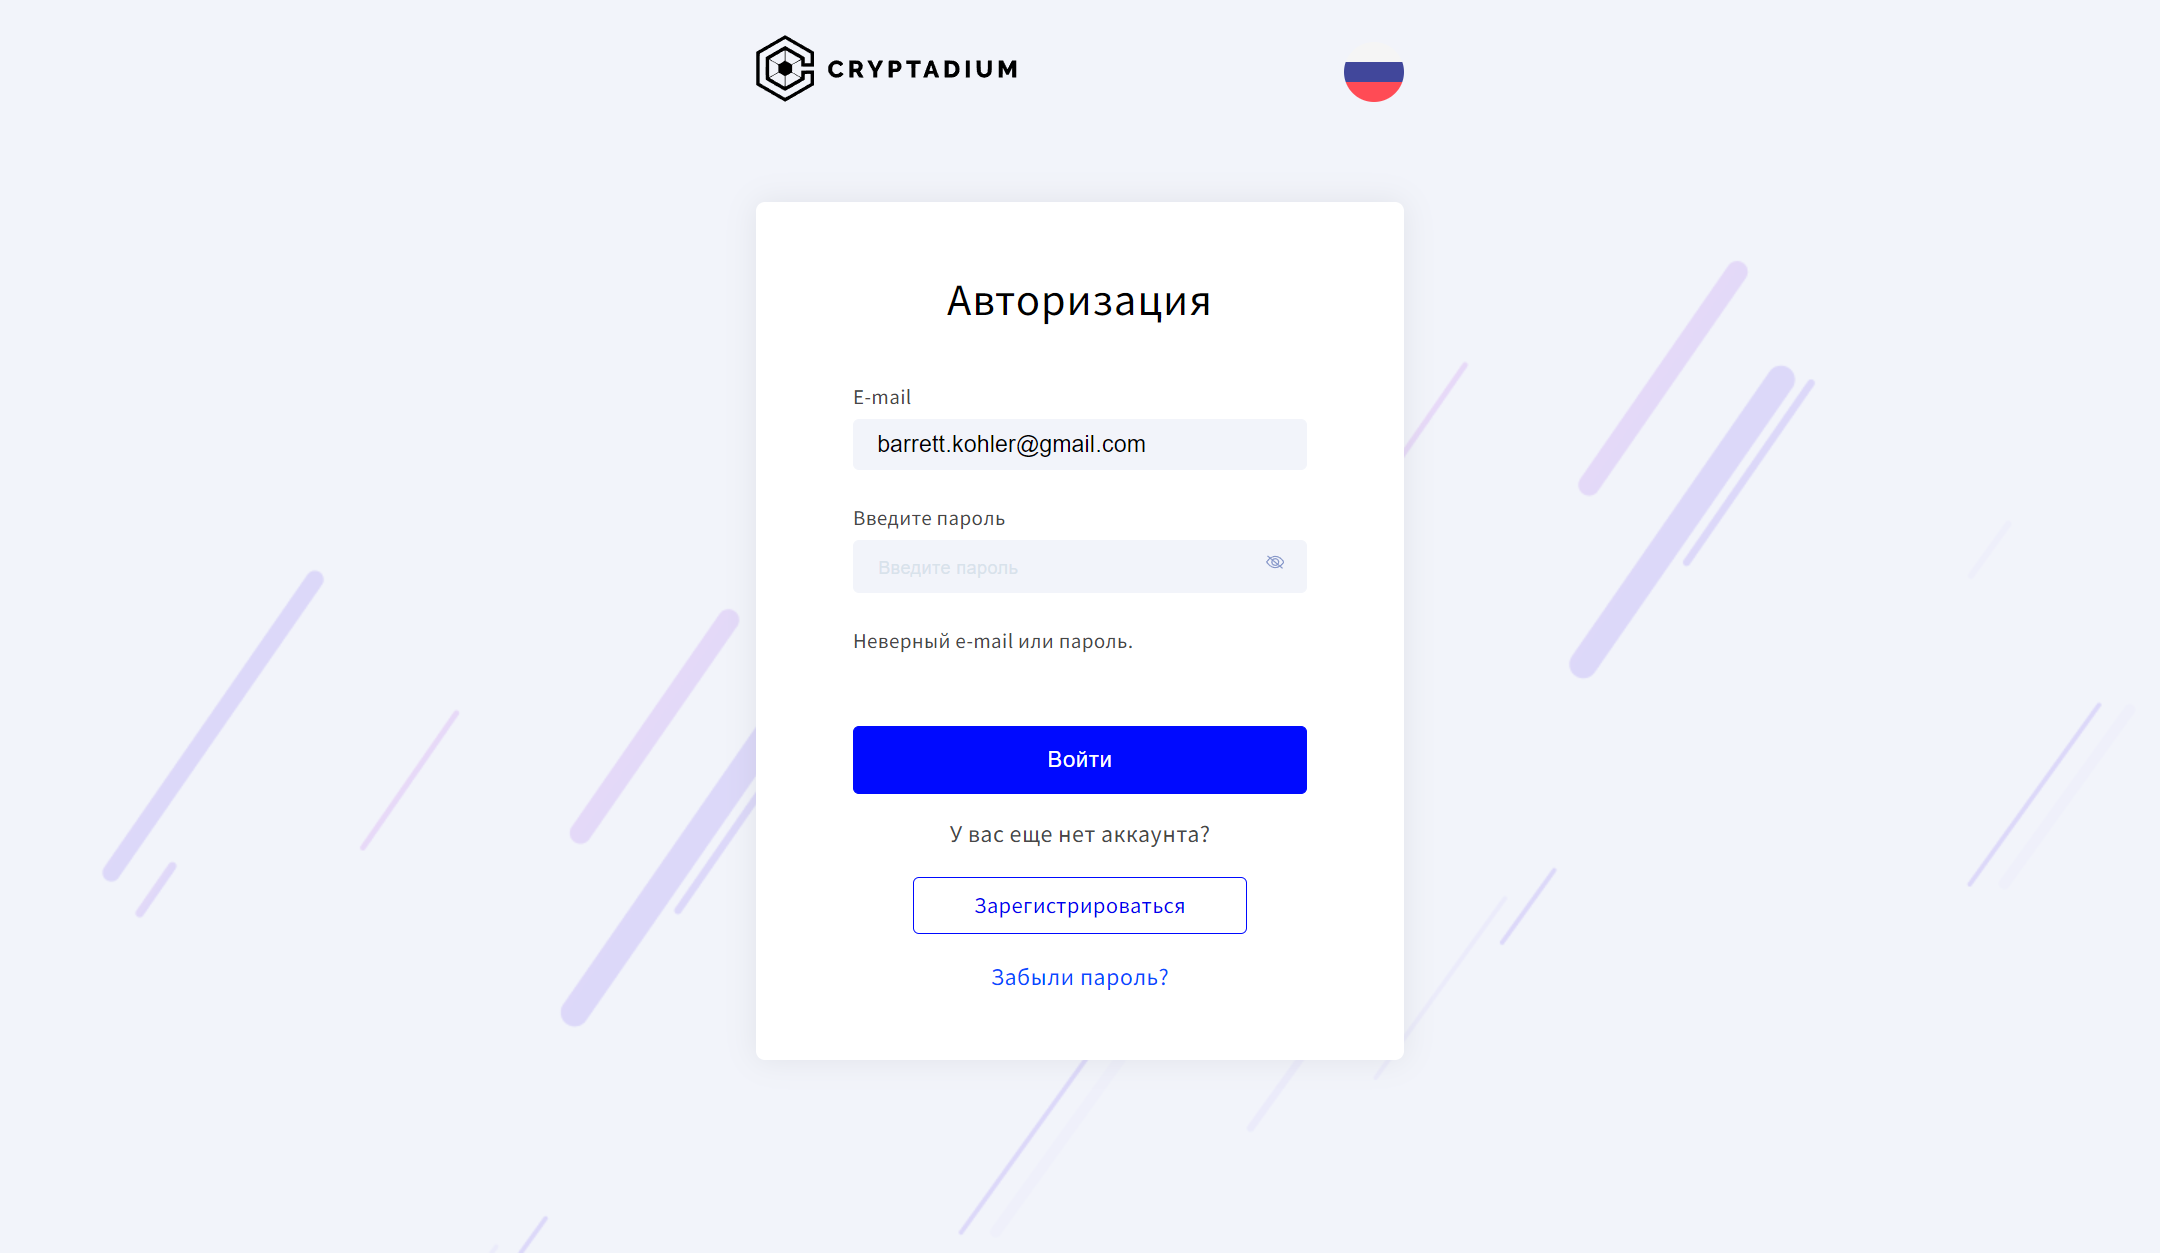 CRYPTADIUM
Авторизация
E-mail
barrett.kohler@gmail.com
Введите пароль
Введите пароль
Неверный e-mail или пароль.
Войти
У вас еще нет аккаунта?
Зарегистрироваться
Забыли пароль?